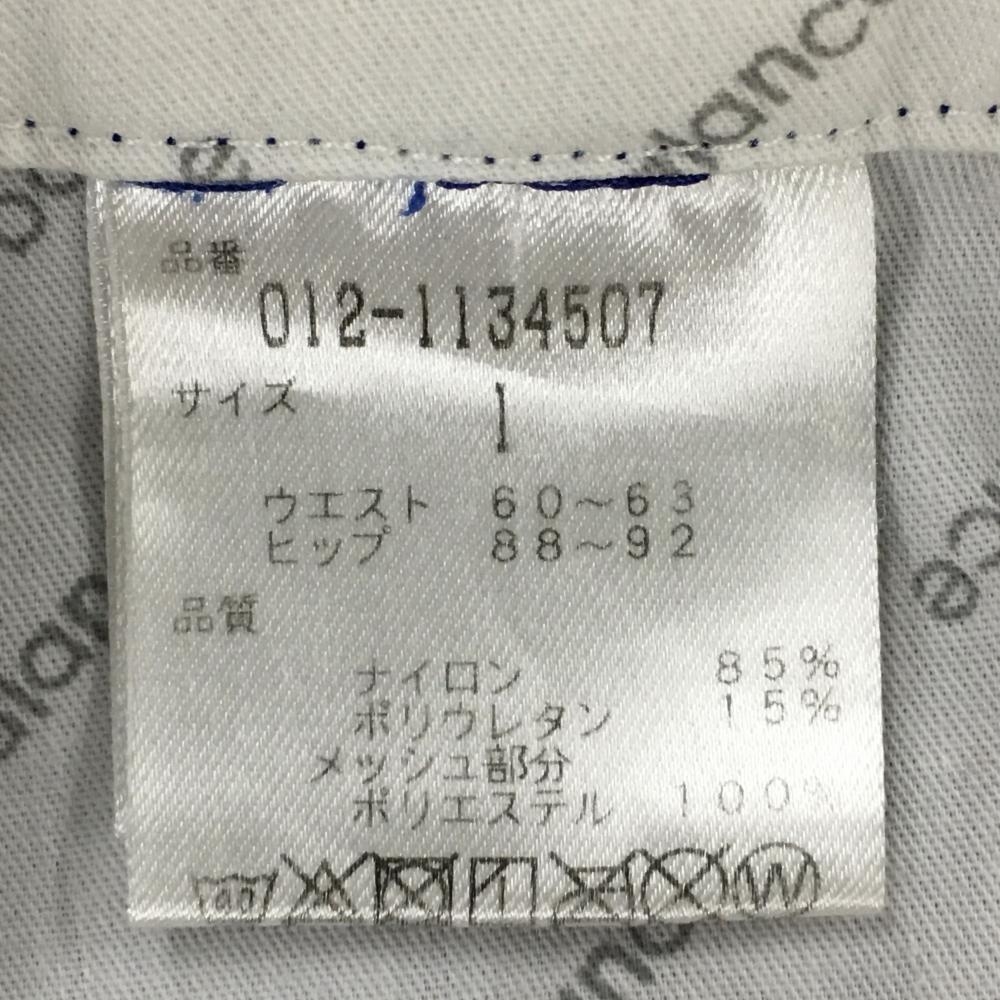 alance
品番
012-1134507
サイズ
1
ウエスト 60～63
ヒップ 88～92
品質
ナイロン 85%
ポリウレタン 15%
メッシュ部分
ポリエステル 100%
W